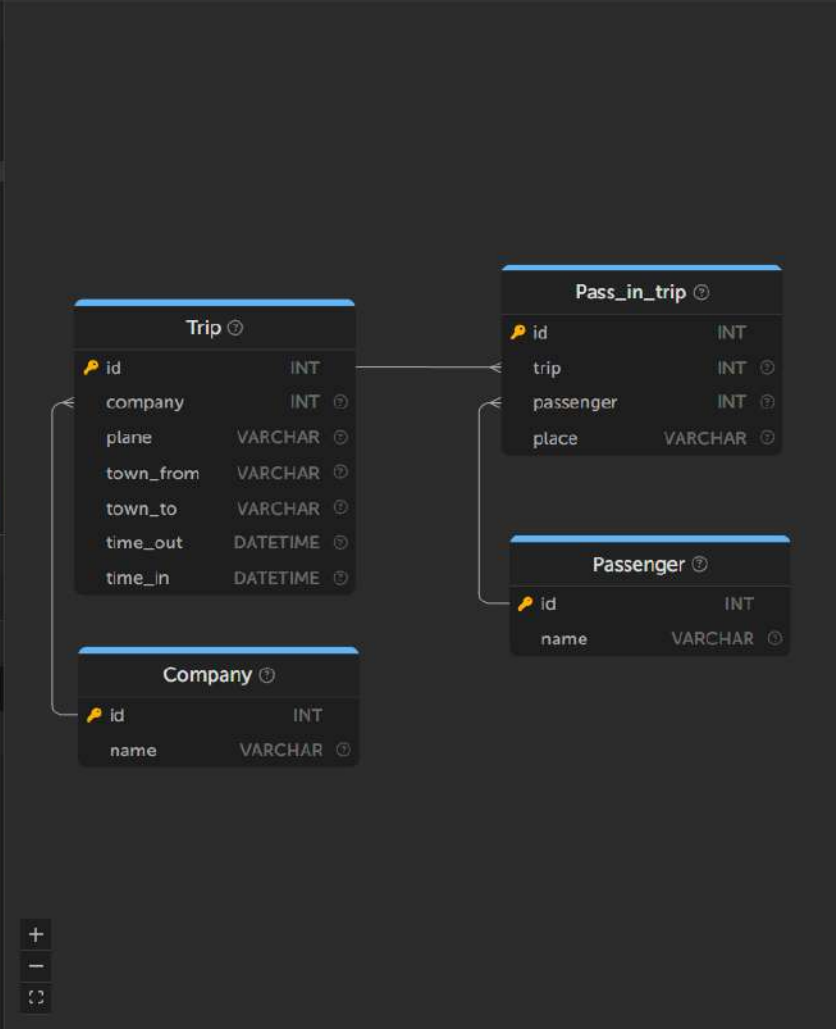 Trip
id INT
company INT
plane VARCHAR
town_from VARCHAR
town_to VARCHAR
time_out DATETIME
time_in DATETIME
Company
id INT
name VARCHAR
Pass_in_trip
id INT
trip INT
passenger INT
place VARCHAR
Passenger
id INT
name VARCHAR